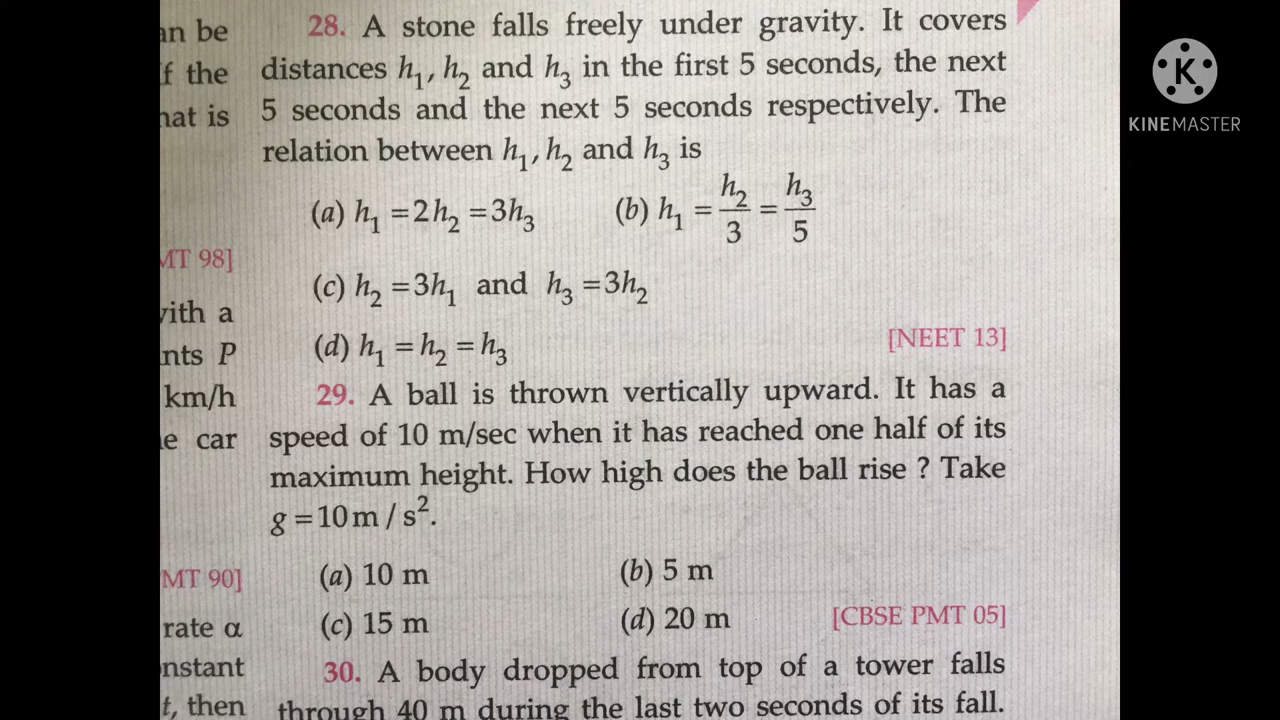 an be
f the
hat is
MT 98]
with a
nts P
km/h
e car
MT 90]
rate α
onstant
t, then
28. A stone falls freely under gravity. It covers
distances h₁, h₂ and h₃ in the first 5 seconds, the next
5 seconds and the next 5 seconds respectively. The
relation between h₁, h₂ and h₃ is
(a) h₁ = 2h₂ = 3h₃ (b) h₁ = h₂/3 = h₃/5
(c) h₂ = 3h₁ and h₃ = 3h₂
(d) h₁ = h₂ = h₃ [NEET 13]
29. A ball is thrown vertically upward. It has a
speed of 10 m/sec when it has reached one half of its
maximum height. How high does the ball rise ? Take
g = 10 m / s².
(a) 10 m (b) 5 m
(c) 15 m (d) 20 m [CBSE PMT 05]
30. A body dropped from top of a tower falls
through 40 m during the last two seconds of its fall.
K
KINEMASTER